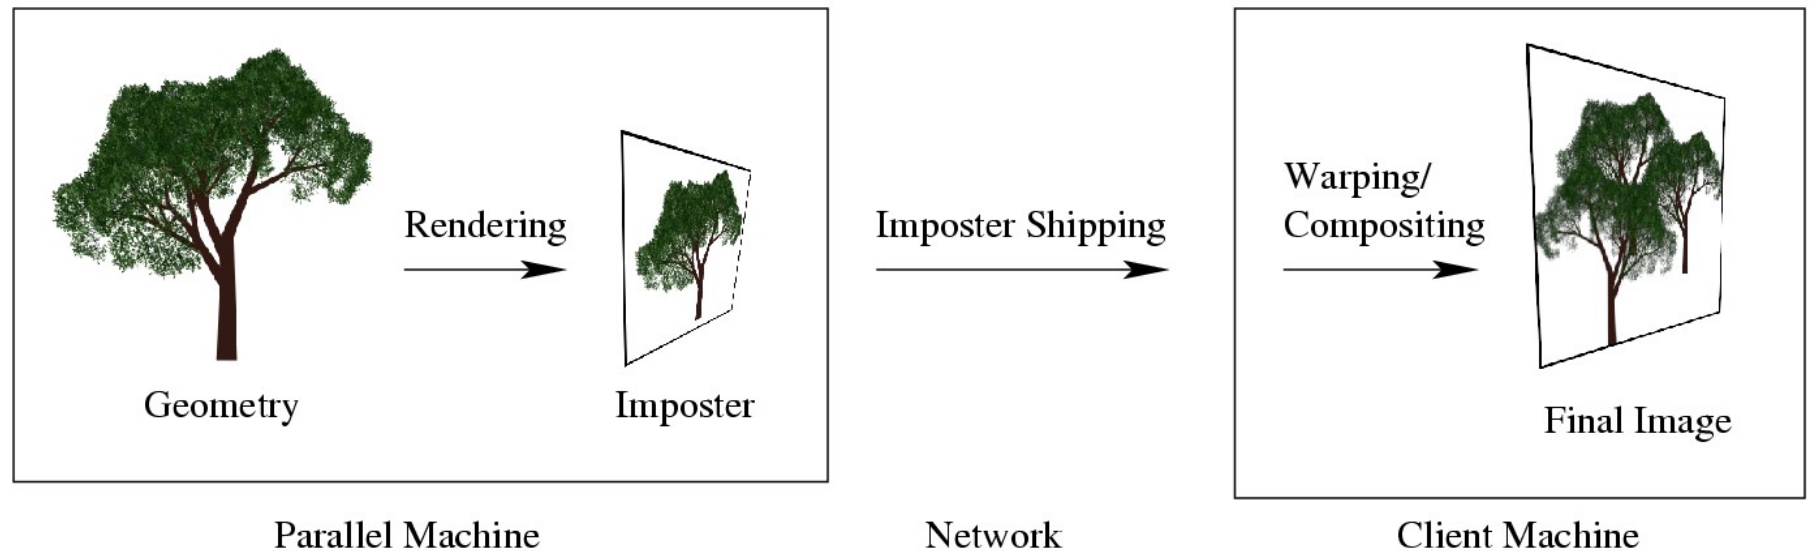 Rendering
Geometry
Imposter
Parallel Machine
Imposter Shipping
Network
Warping/
Compositing
Final Image
Client Machine